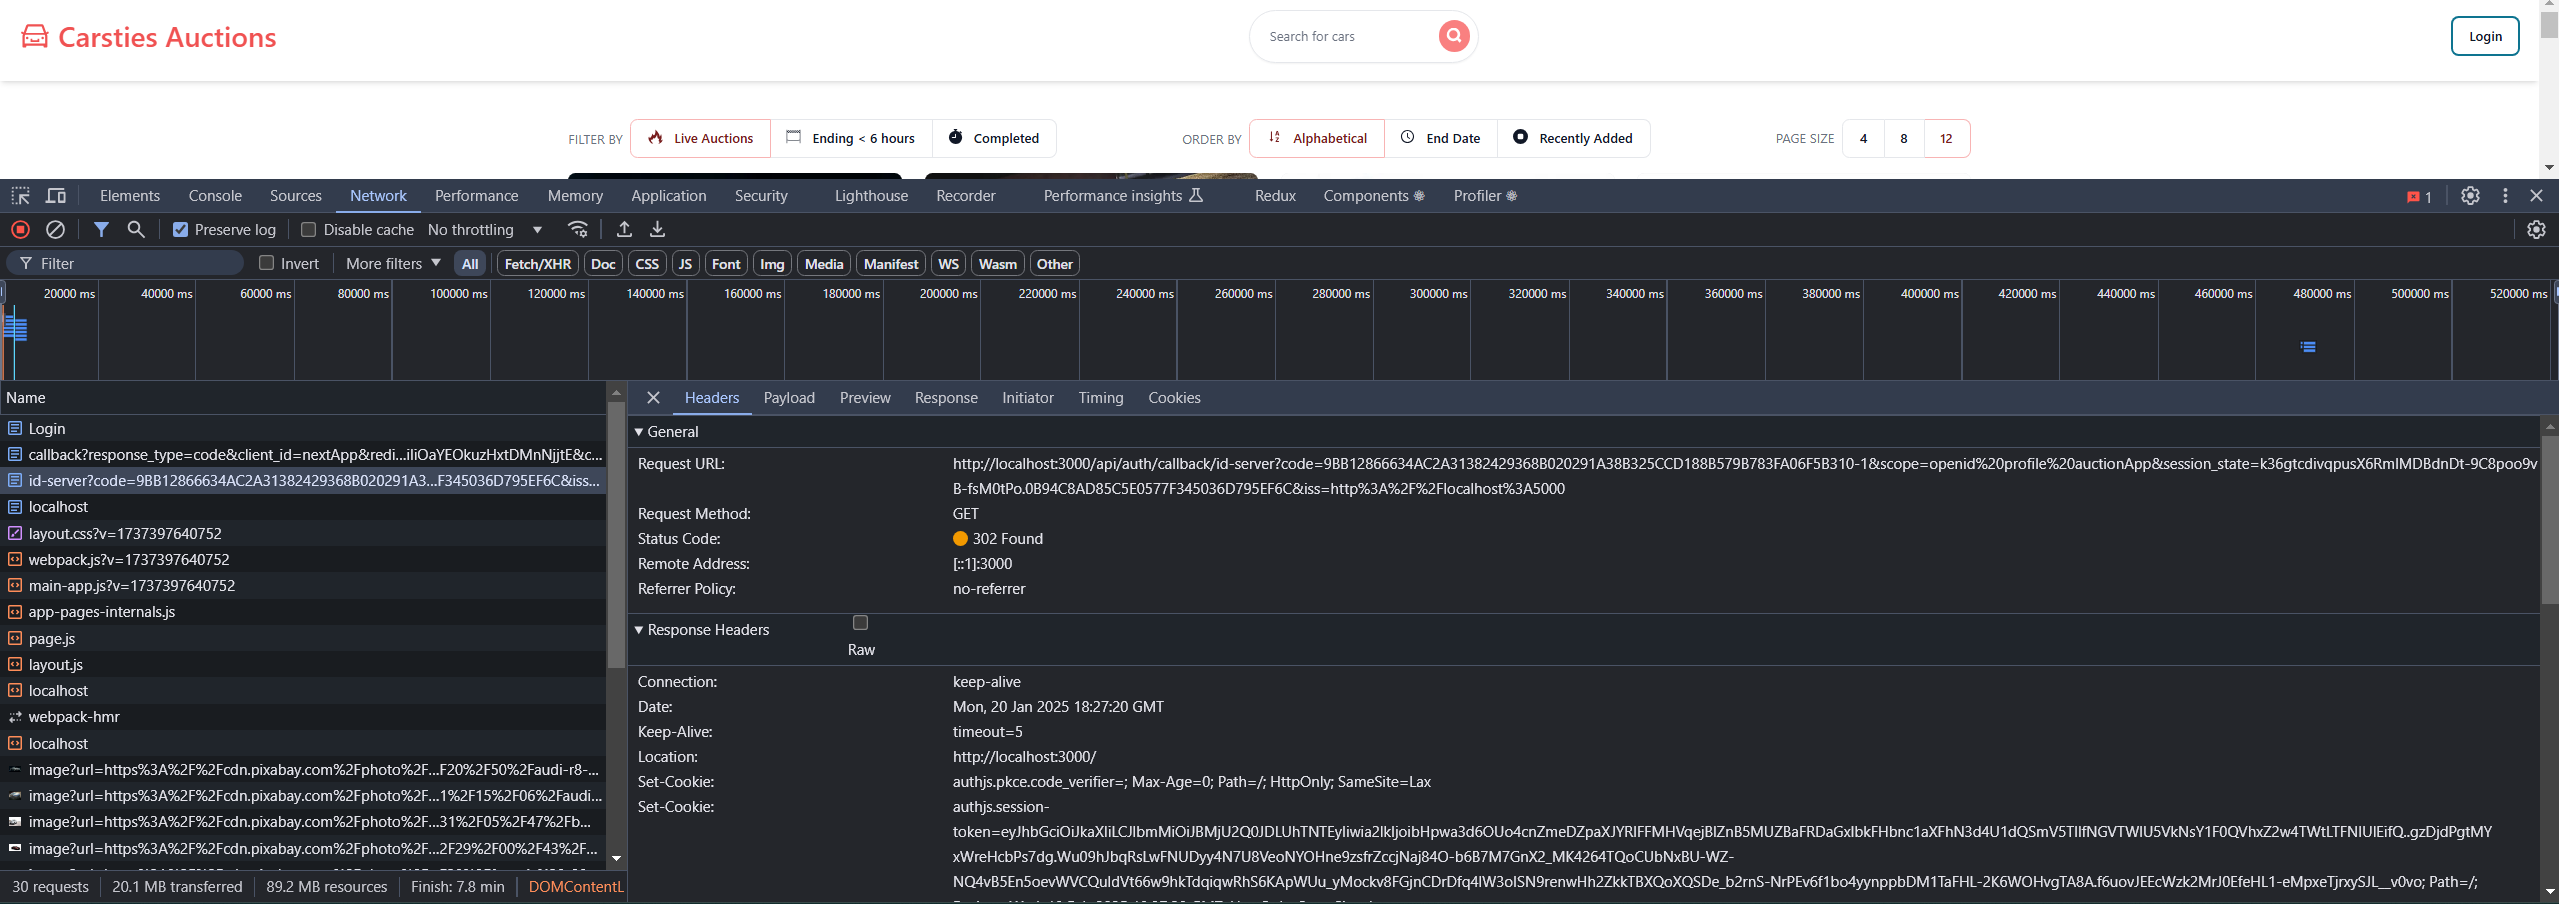 Carsties Auctions
Search for cars
Login
FILTER BY Live Auctions Ending < 6 hours Completed ORDER BY Alphabetical End Date Recently Added PAGE SIZE 4 8 12
Elements Console Sources Network Performance Memory Application Security Lighthouse Recorder Performance insights Redux Components Profiler 1
Preserve log Disable cache No throttling
Filter Invert More filters All Fetch/XHR Doc CSS JS Font Img Media Manifest WS Wasm Other
20000 ms 40000 ms 60000 ms 80000 ms 100000 ms 120000 ms 140000 ms 160000 ms 180000 ms 200000 ms 220000 ms 240000 ms 260000 ms 280000 ms 300000 ms 320000 ms 340000 ms 360000 ms 380000 ms 400000 ms 420000 ms 440000 ms 460000 ms 480000 ms 500000 ms 520000 ms
Name
Login
callback?response_type=code&client_id=nextApp&redi...iIiOaYEOkuzHxtDMnNjjtE&c...
id-server?code=9BB12866634AC2A31382429368B020291A3...F345036D795EF6C&iss...
localhost
layout.css?v=1737397640752
webpack.js?v=1737397640752
main-app.js?v=1737397640752
app-pages-internals.js
page.js
layout.js
localhost
webpack-hmr
localhost
image?url=https%3A%2F%2Fcdn.pixabay.com%2Fphoto%2F...F20%2F50%2Faudi-r8-...
image?url=https%3A%2F%2Fcdn.pixabay.com%2Fphoto%2F...1%2F15%2F06%2Faudi...
image?url=https%3A%2F%2Fcdn.pixabay.com%2Fphoto%2F...31%2F05%2F47%2Fb...
image?url=https%3A%2F%2Fcdn.pixabay.com%2Fphoto%2F...2F29%2F00%2F43%2F...
30 requests 20.1 MB transferred 89.2 MB resources Finish: 7.8 min DOMContentL
Headers Payload Preview Response Initiator Timing Cookies
General
Request URL: http://localhost:3000/api/auth/callback/id-server?code=9BB12866634AC2A31382429368B020291A38B325CCD188B579B783FA06F5B310-1&scope=openid%20profile%20auctionApp&session_state=k36gtcdivqpusX6RmIMDBdnDt-9C8poo9v
B-fsM0tPo.0B94C8AD85C5E0577F345036D795EF6C&iss=http%3A%2F%2Flocalhost%3A5000
Request Method: GET
Status Code: 302 Found
Remote Address: [::1]:3000
Referrer Policy: no-referrer
Response Headers
Raw
Connection: keep-alive
Date: Mon, 20 Jan 2025 18:27:20 GMT
Keep-Alive: timeout=5
Location: http://localhost:3000/
Set-Cookie: authjs.pkce.code_verifier=; Max-Age=0; Path=/; HttpOnly; SameSite=Lax
Set-Cookie: authjs.session-
token=eyJhbGciOiJkaXIiLCJlbmMiOiJBMjU2Q0JDLUhTNTEyIiwia2lkIjoibHpwa3d6OUo4cnZmeDZpaXJYRlFFMHVqejBlZnB5MUZBaFRDaGxIbkFHbnc1aXFhN3d4U1dQSmV5TllfNGVTWlU5VkNsY1F0QVhxZ2w4TWtLTFNIUlEifQ..gzDjdPgtMY
xWreHcbPs7dg.Wu09hJbqRsLwFNUDyy4N7U8VeoNYOHne9zsfrZccjNaj84O-b6B7M7GnX2_MK4264TQoCUbNxBU-WZ-
NQ4vB5En5oevWVCQuldVt66w9hkTdqiqwRhS6KApWUu_yMockv8FGjnCDrDfq4IW3oISN9renwHh2ZkkTBXQoXQSDe_b2rnS-NrPEv6f1bo4yynppbDM1TaFHL-2K6WOHvgTA8A.f6uovJEEcWzk2MrJ0EfeHL1-eMpxeTjrxySJL__v0vo; Path=/;